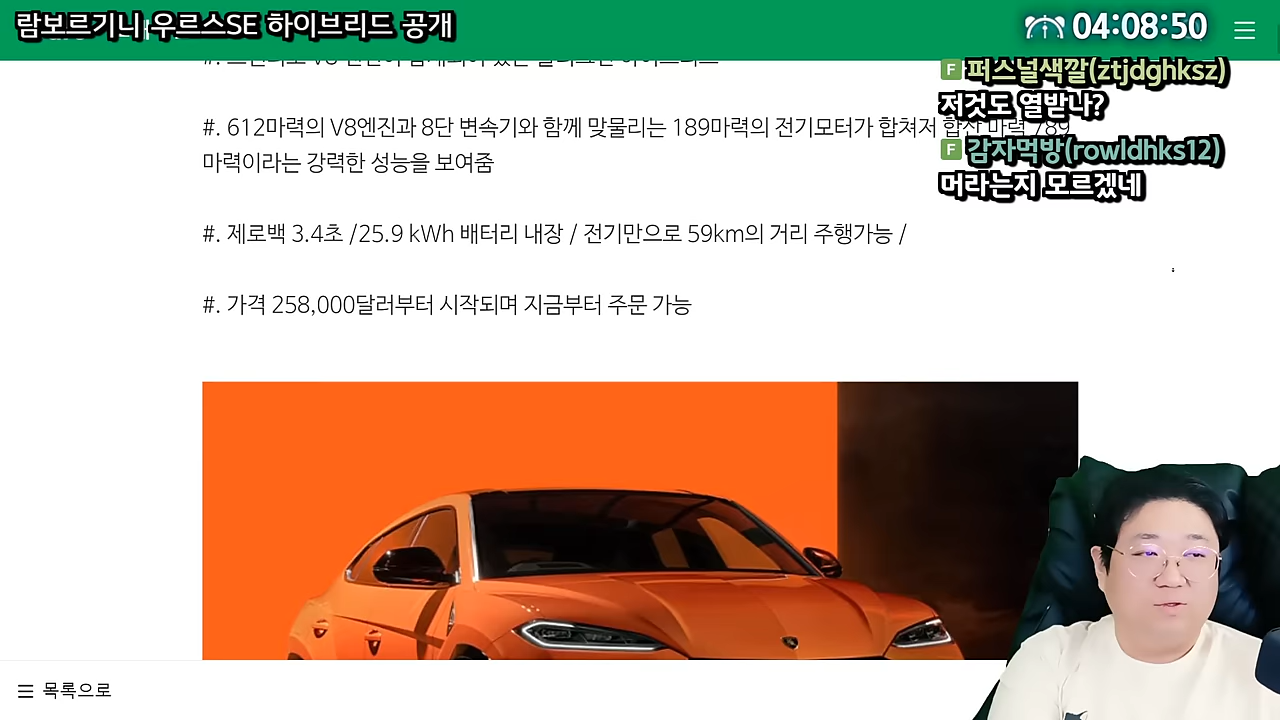 람보르기니 우르스SE 하이브리드 공개
04:08:50
퍼스널색깔(ztjdghksz)
저것도 열받나?
감자먹방(rowldhks12)
머라는지 모르겠네
#. 612마력의 V8엔진과 8단 변속기와 함께 맞물리는 189마력의 전기모터가 합쳐져 합산 마력 789
마력이라는 강력한 성능을 보여줌
#. 제로백 3.4초 /25.9 kWh 배터리 내장 / 전기만으로 59km의 거리 주행가능 /
#. 가격 258,000달러부터 시작되며 지금부터 주문 가능
목록으로